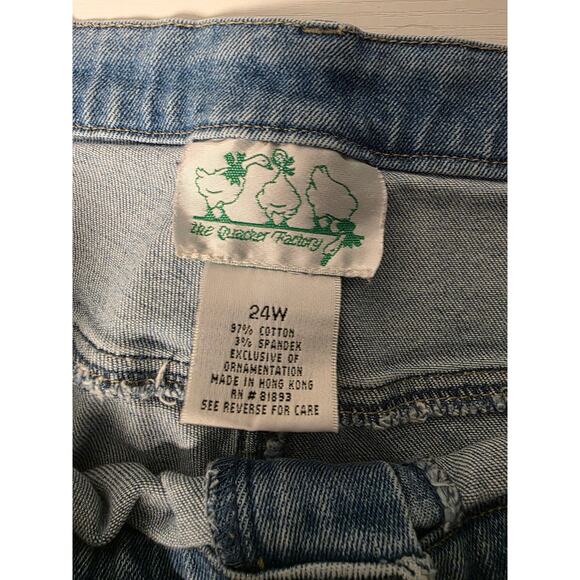 the Quacker Factory
24W
97% COTTON
3% SPANDEX
EXCLUSIVE OF
ORNAMENTATION
MADE IN HONG KONG
RN # 81893
SEE REVERSE FOR CARE